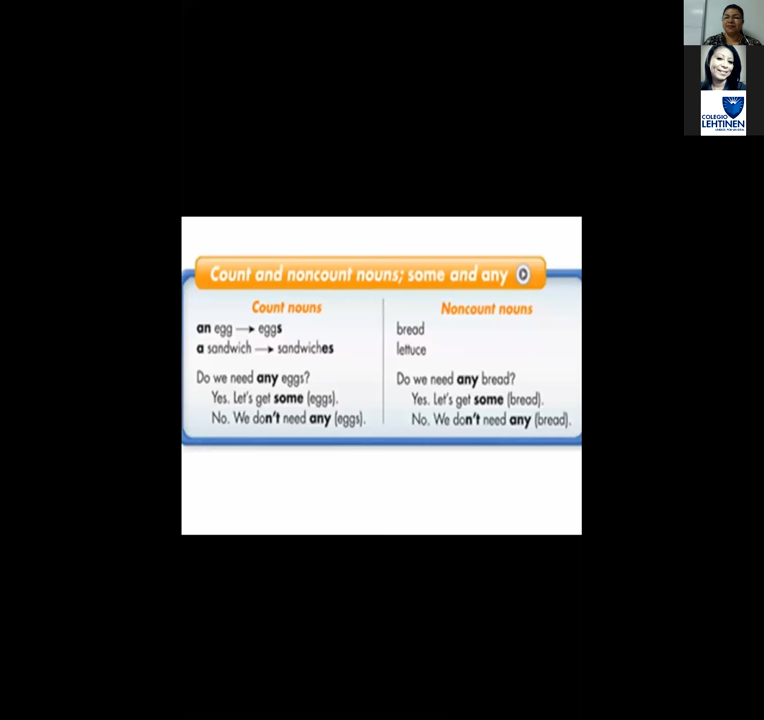 COLEGIO
LEHTINEN
Count and noncount nouns; some and any
Count nouns
an egg → eggs
a sandwich → sandwiches
Do we need any eggs?
Yes. Let's get some (eggs).
No. We don't need any (eggs).
Noncount nouns
bread
lettuce
Do we need any bread?
Yes. Let's get some (bread).
No. We don't need any (bread).